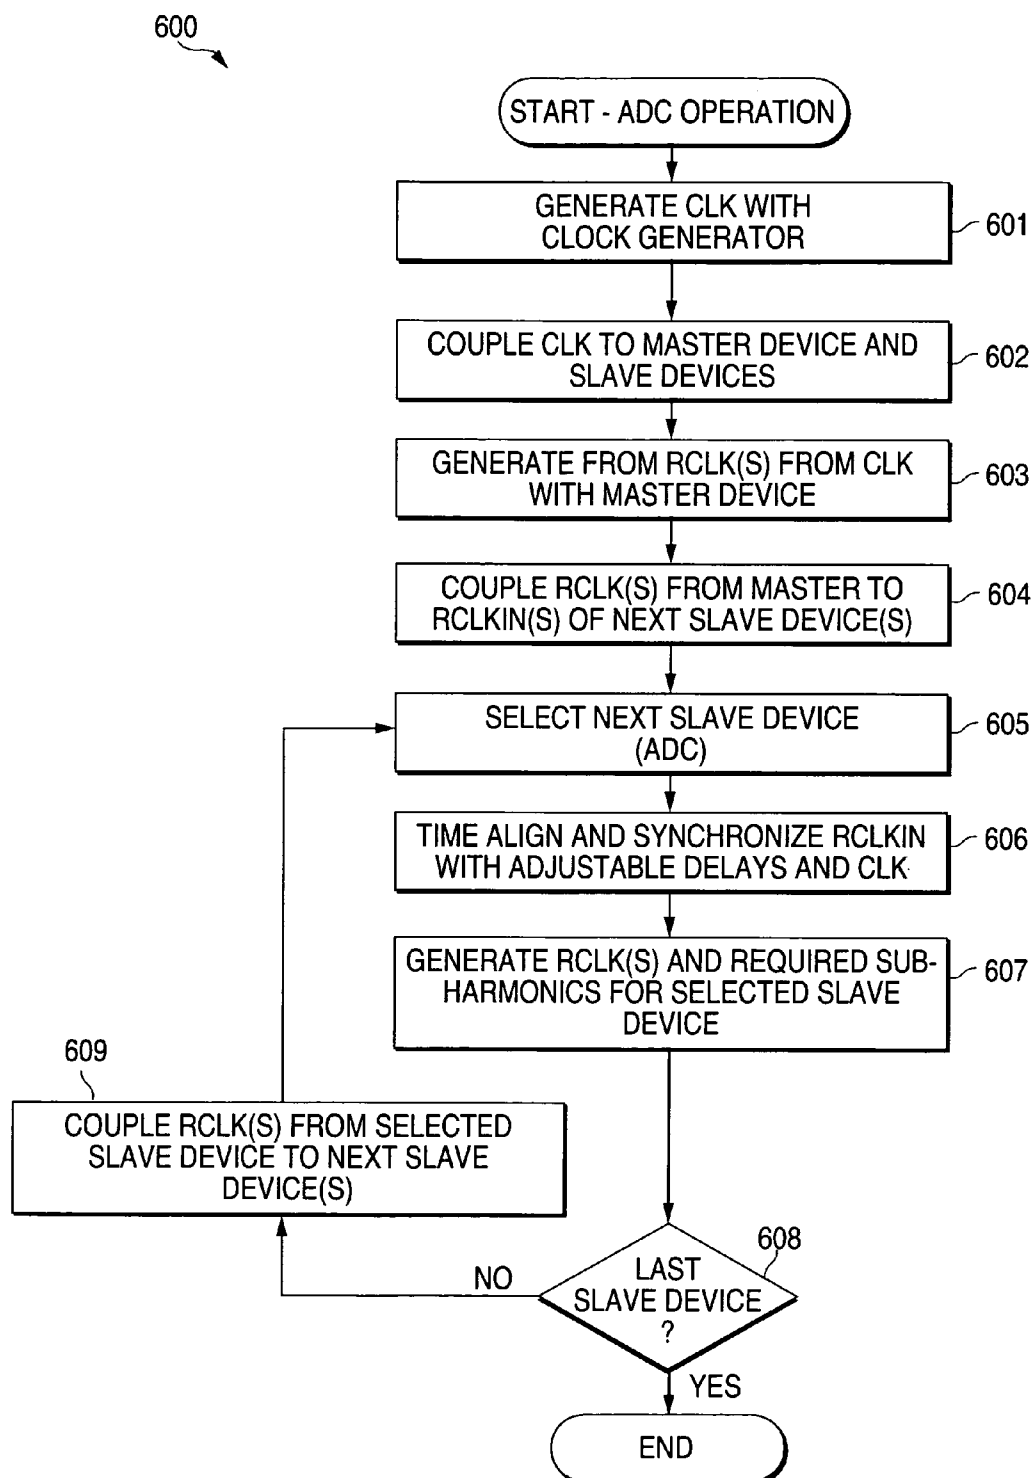 600
START - ADC OPERATION
GENERATE CLK WITH
CLOCK GENERATOR
601
COUPLE CLK TO MASTER DEVICE AND
SLAVE DEVICES
602
GENERATE FROM RCLK(S) FROM CLK
WITH MASTER DEVICE
603
COUPLE RCLK(S) FROM MASTER TO
RCLKIN(S) OF NEXT SLAVE DEVICE(S)
604
SELECT NEXT SLAVE DEVICE
(ADC)
605
TIME ALIGN AND SYNCHRONIZE RCLKIN
WITH ADJUSTABLE DELAYS AND CLK
606
GENERATE RCLK(S) AND REQUIRED SUB-
HARMONICS FOR SELECTED SLAVE
DEVICE
607
609
COUPLE RCLK(S) FROM SELECTED
SLAVE DEVICE TO NEXT SLAVE
DEVICE(S)
608
LAST
SLAVE DEVICE
?
NO
YES
END